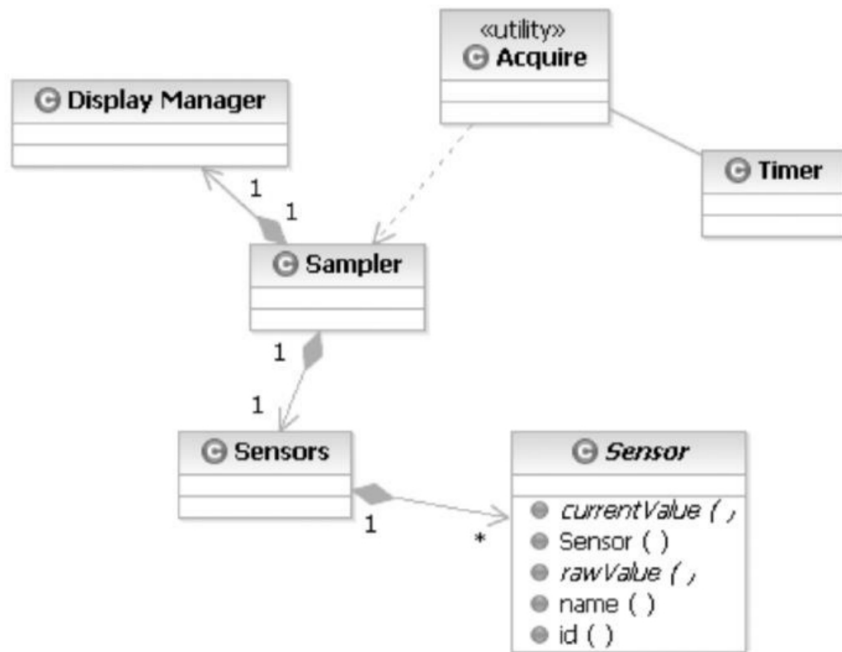 «utility»
Acquire
Display Manager
Timer
1
1
Sampler
1
1
Sensors
1
*
Sensor
currentValue ( ,
Sensor ( )
rawValue ( ,
name ( )
id ( )